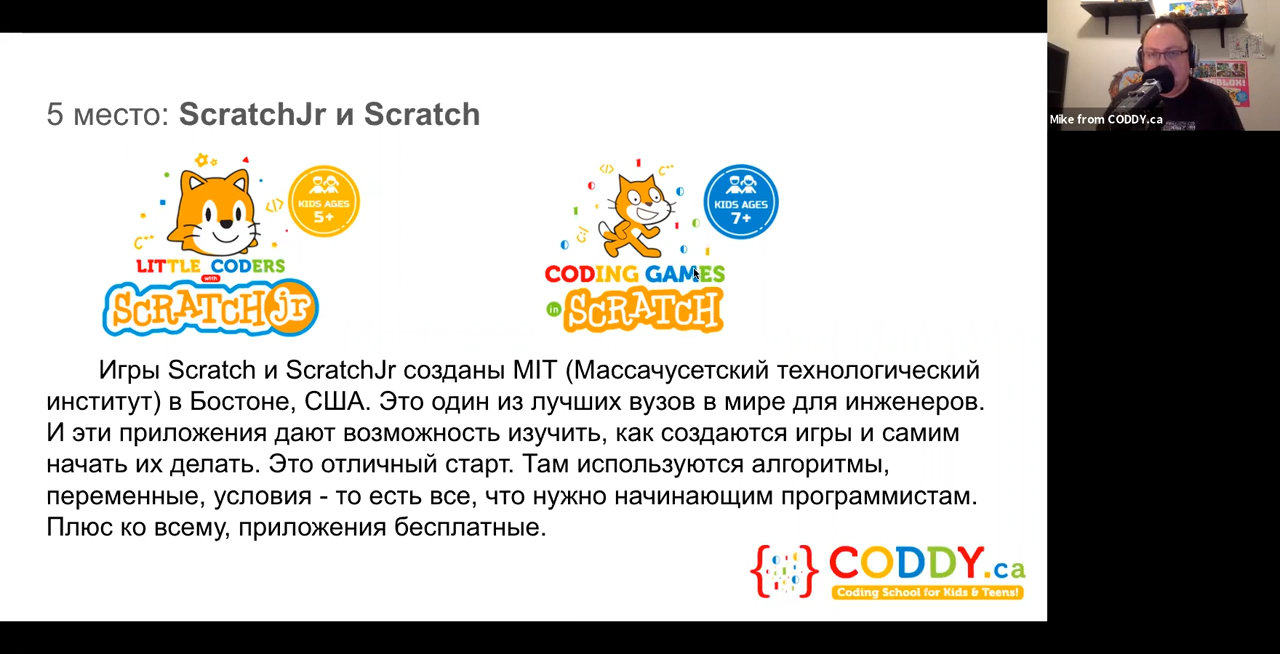 5 место: ScratchJr и Scratch
KIDS AGES
5+
C++
</>
LITTLE CODERS
with
SCRATCH jr
</>
C++
KIDS AGES
7+
C:/
CODING GAMES
in SCRATCH
Игры Scratch и ScratchJr созданы MIT (Массачусетский технологический
институт) в Бостоне, США. Это один из лучших вузов в мире для инженеров.
И эти приложения дают возможность изучить, как создаются игры и самим
начать их делать. Это отличный старт. Там используются алгоритмы,
переменные, условия - то есть все, что нужно начинающим программистам.
Плюс ко всему, приложения бесплатные.
{ } CODDY.ca
Coding School for Kids & Teens!
ROBLOX!
Mike from CODDY.ca